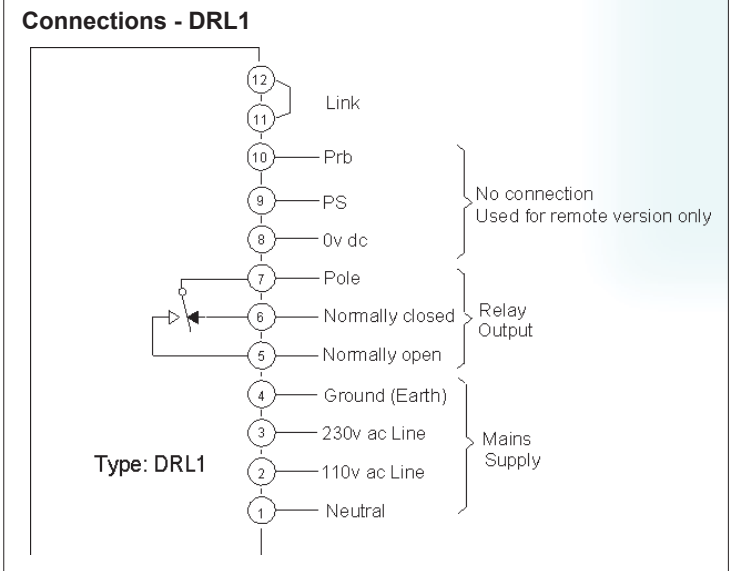 Connections - DRL1
12
11
Link
10 Prb
9 PS
8 0v dc
No connection
Used for remote version only
7 Pole
6 Normally closed
5 Normally open
Relay
Output
4 Ground (Earth)
3 230v ac Line
2 110v ac Line
1 Neutral
Mains
Supply
Type: DRL1